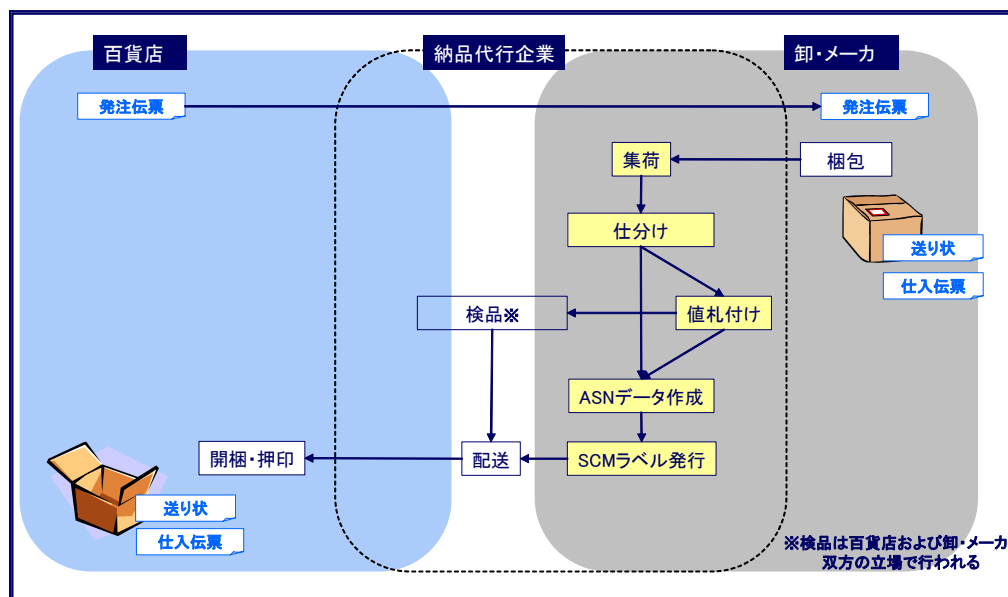 百貨店
納品代行企業
卸・メーカ
発注伝票
発注伝票
集荷
梱包
仕分け
送り状
仕入伝票
検品※
値札付け
ASNデータ作成
開梱・押印
配送
SCMラベル発行
送り状
仕入伝票
※検品は百貨店および卸・メーカ
双方の立場で行われる